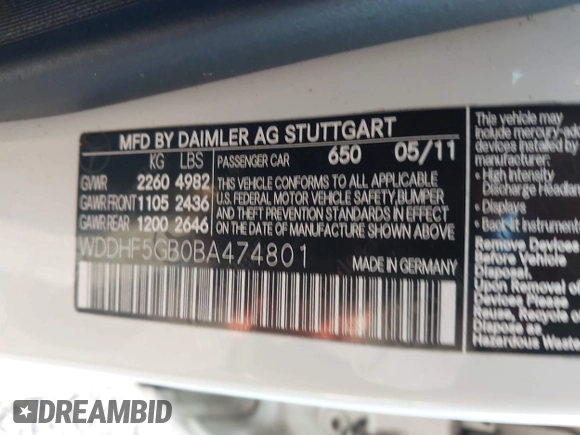 MFD BY DAIMLER AG STUTTGART
KG LBS
PASSENGER CAR 650 05/11
GVWR 2260 4982
GAWR FRONT 1105 2436
GAWR REAR 1200 2646
THIS VEHICLE CONFORMS TO ALL APPLICABLE
U.S. FEDERAL MOTOR VEHICLE SAFETY, BUMPER
AND THEFT PREVENTION STANDARDS IN EFFECT
ON THE DATE OF MANUFACTURE SHOWN ABOVE.
WDDHF5GB0BA474801
MADE IN GERMANY
This vehicle may
include mercury-add
devices installed by
manufacturer:
- High Intensity
Discharge Headla
- Displays
- Instrument
Remove Devices
Before Vehicle
Disposal.
Upon Removal of
Devices Please
Reuse, Recycle o
Dispose as
Hazardous Waste
DREAMBID